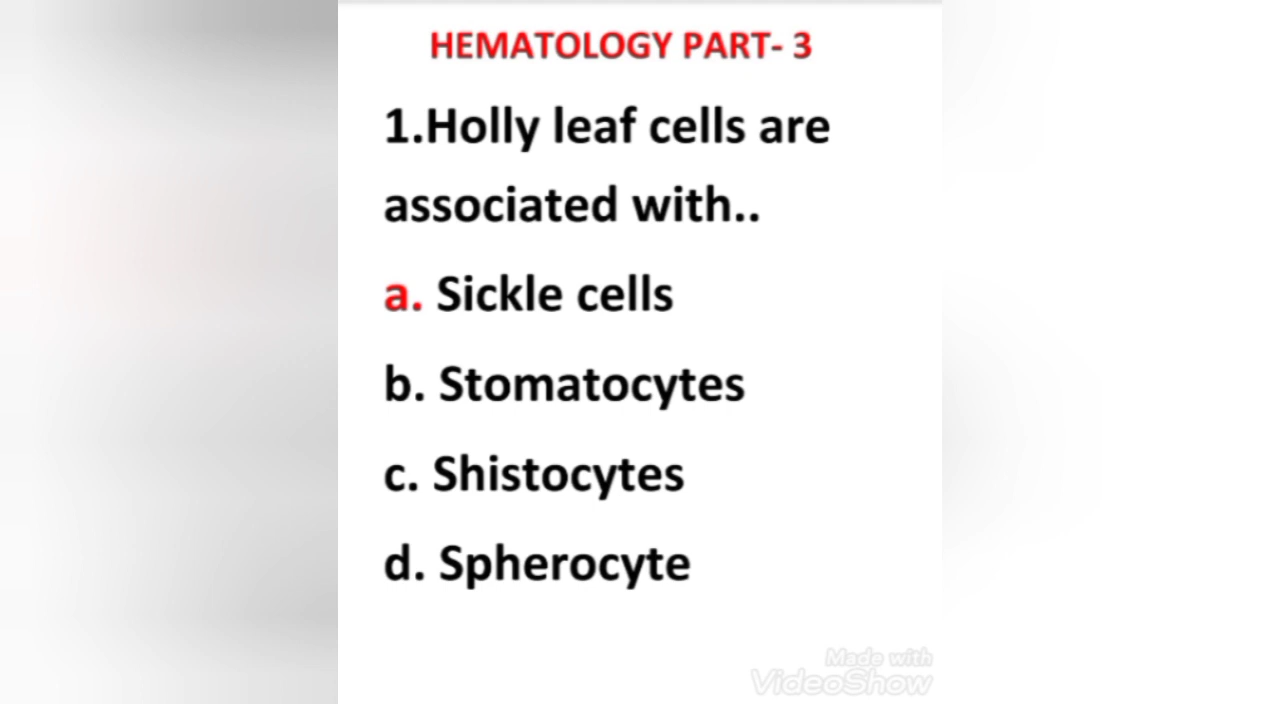 HEMATOLOGY PART- 3
1.Holly leaf cells are
associated with..
a. Sickle cells
b. Stomatocytes
c. Shistocytes
d. Spherocyte
Made with
VideoShow